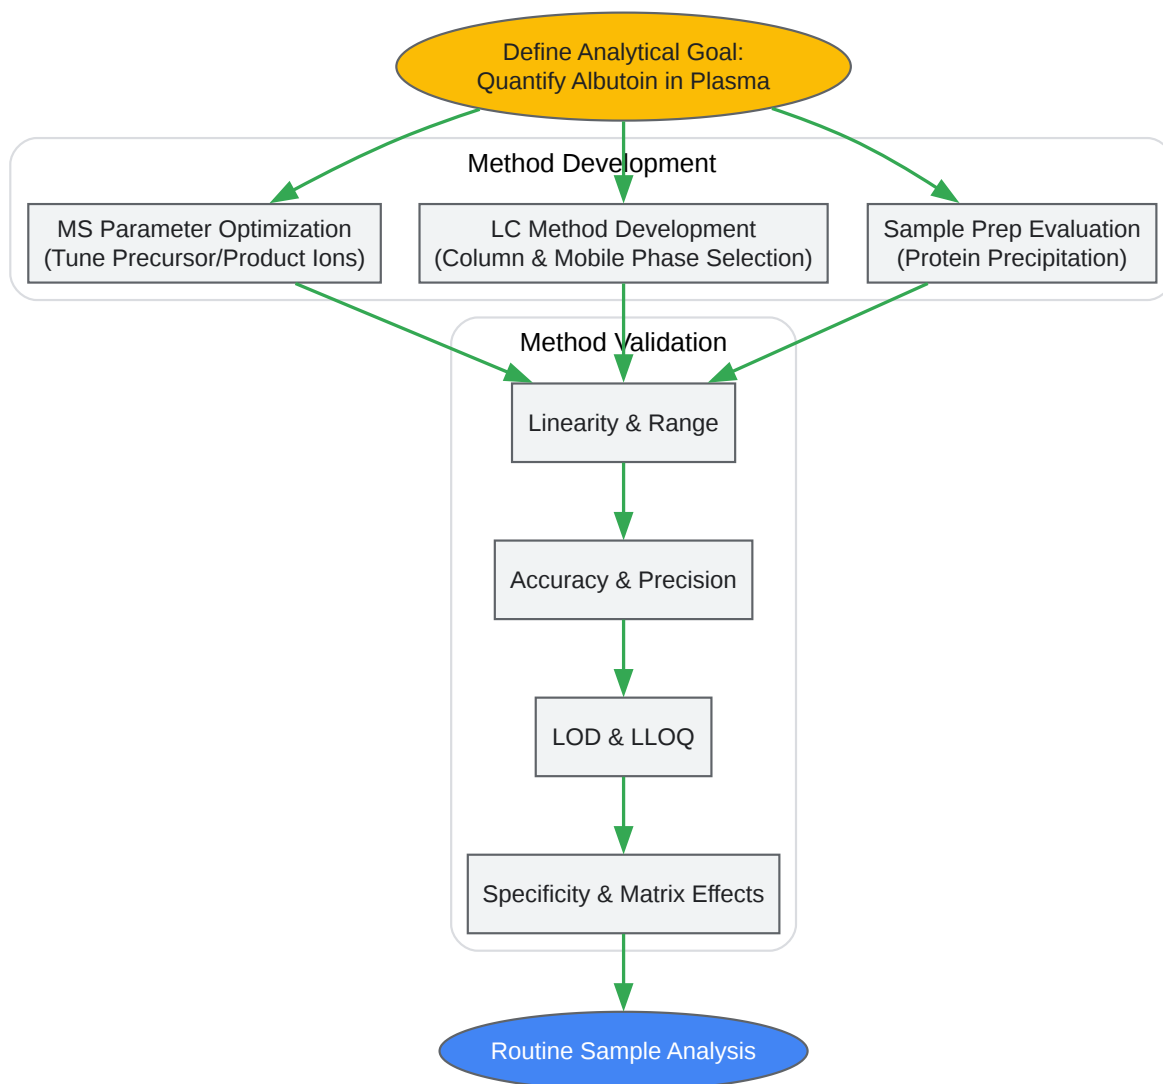 Define Analytical Goal:
Quantify Albutoin in Plasma
Method Development
MS Parameter Optimization
(Tune Precursor/Product Ions)
LC Method Development
(Column & Mobile Phase Selection)
Sample Prep Evaluation
(Protein Precipitation)
Method Validation
Linearity & Range
Accuracy & Precision
LOD & LLOQ
Specificity & Matrix Effects
Routine Sample Analysis